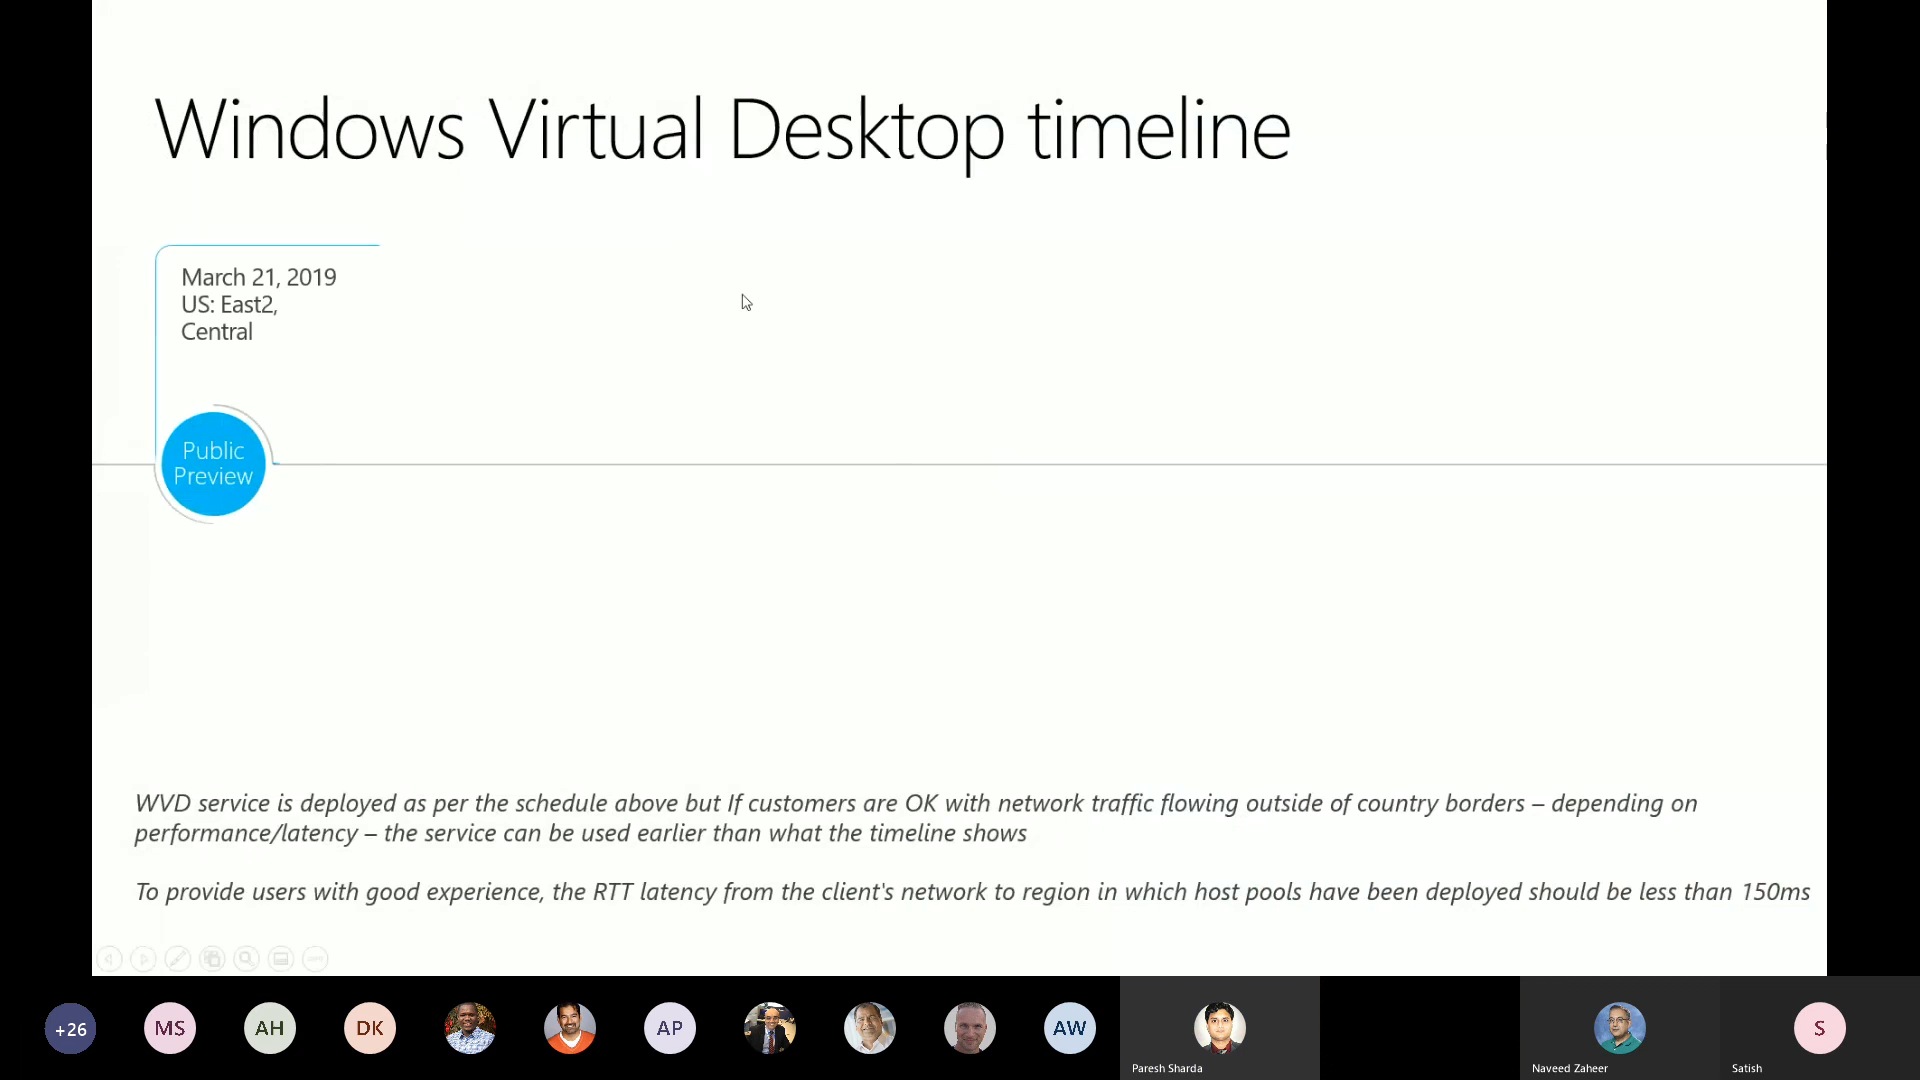 Windows Virtual Desktop timeline
March 21, 2019
US: East2,
Central
Public
Preview
WVD service is deployed as per the schedule above but If customers are OK with network traffic flowing outside of country borders – depending on
performance/latency – the service can be used earlier than what the timeline shows
To provide users with good experience, the RTT latency from the client's network to region in which host pools have been deployed should be less than 150ms
+26
MS
AH
DK
AP
AW
S
Paresh Sharda
Naveed Zaheer
Satish